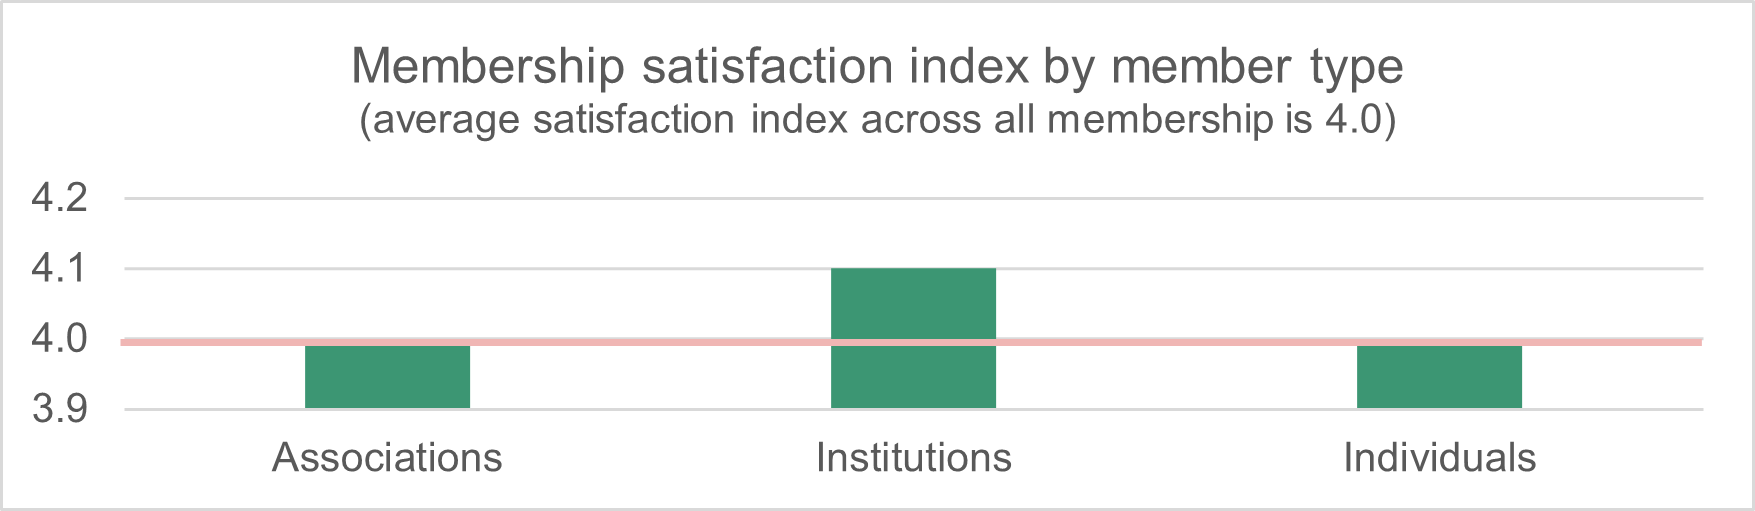 Membership satisfaction index by member type
(average satisfaction index across all membership is 4.0)
4.2
4.1
4.0
3.9
Associations Institutions Individuals